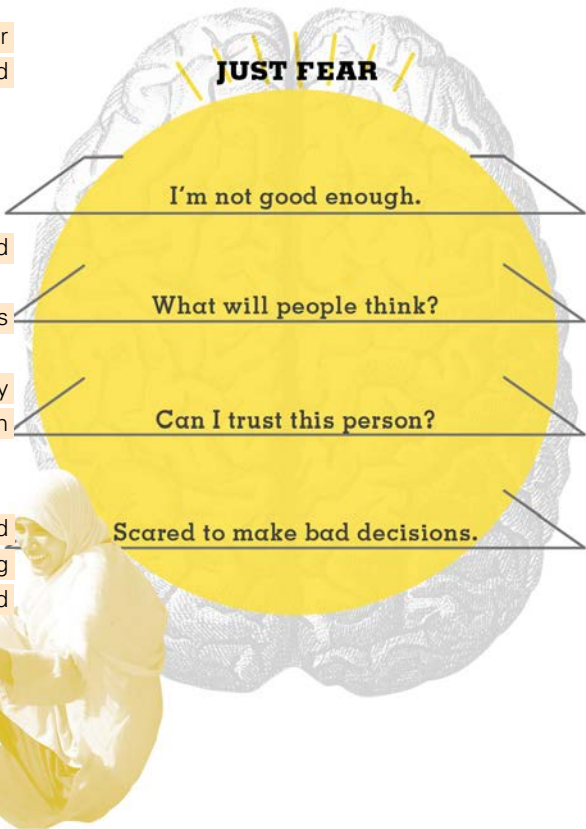 JUST FEAR
I'm not good enough.
What will people think?
Can I trust this person?
Scared to make bad decisions.